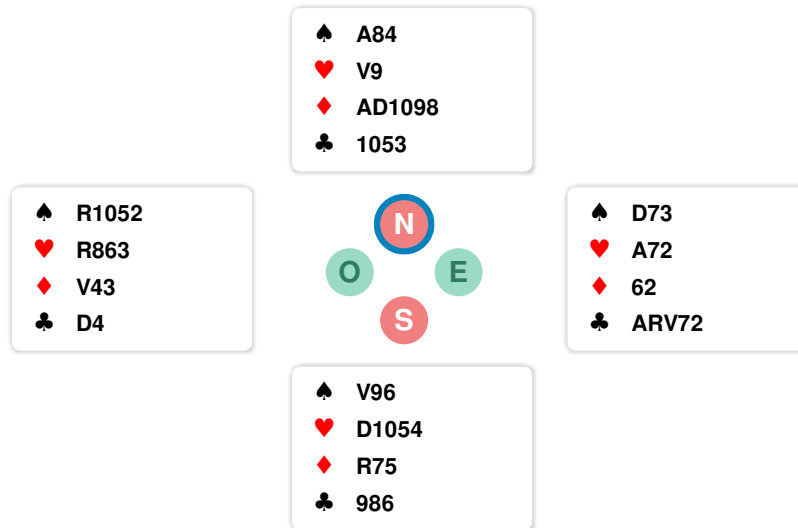 ♠ A84
♥ V9
♦ AD1098
♣ 1053
♠ R1052
♥ R863
♦ V43
♣ D4
N
O E
S
♠ D73
♥ A72
♦ 62
♣ ARV72
♠ V96
♥ D1054
♦ R75
♣ 986